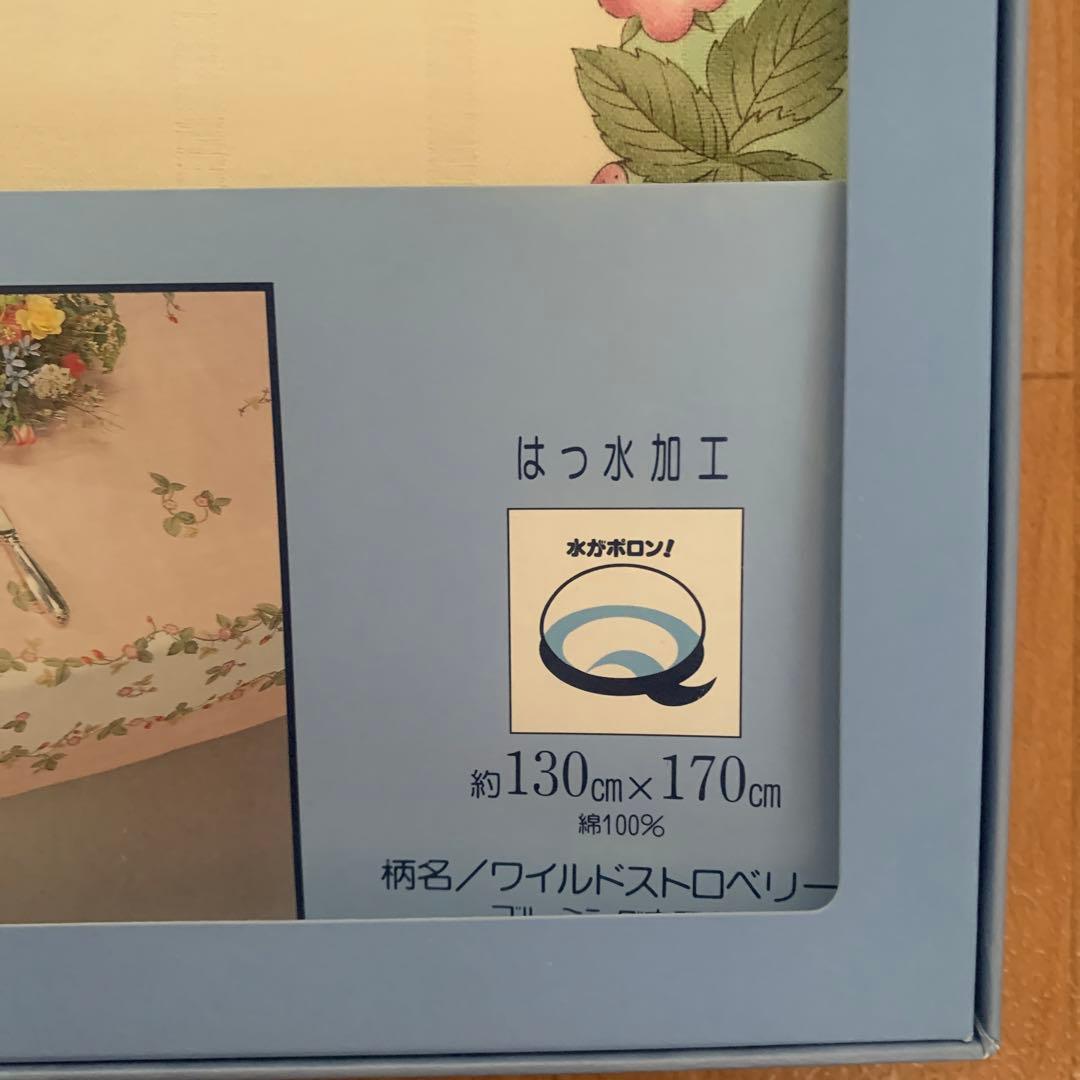 はっ水加工
水がポロン!
約130cm×170cm
綿100%
柄名/ワイルドストロベリー